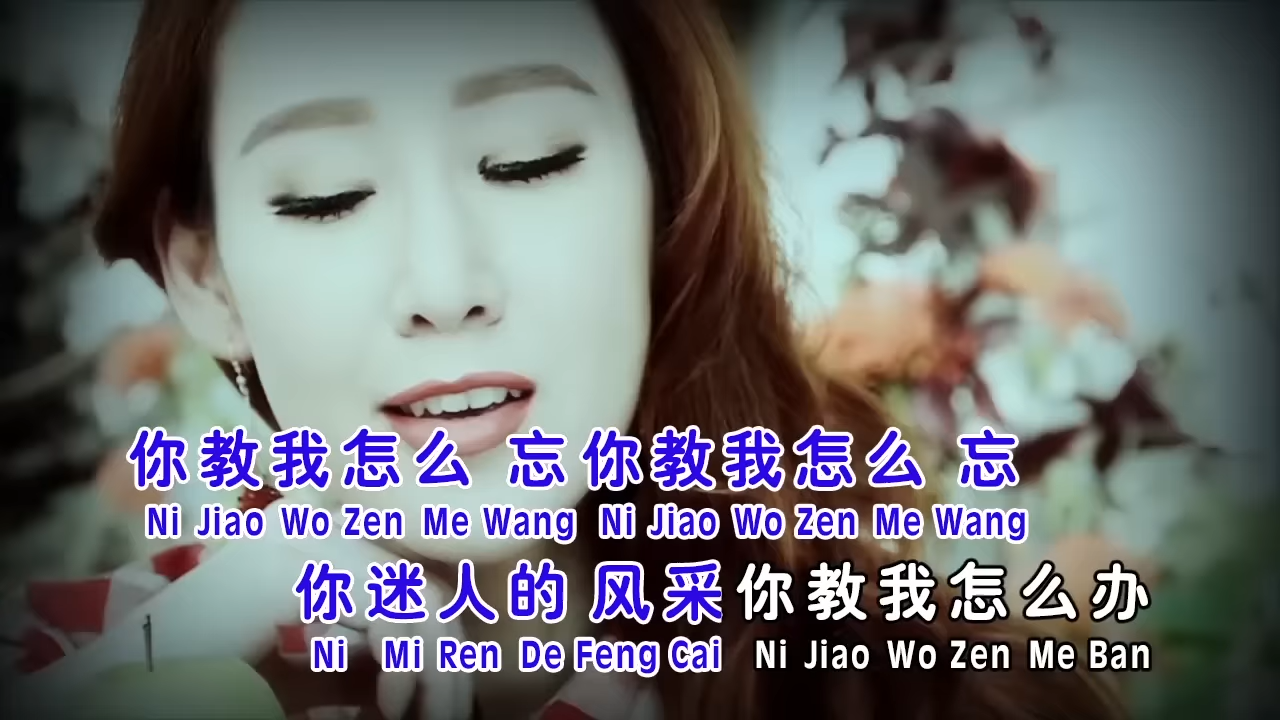 你教我怎么 忘你教我怎么 忘
Ni Jiao Wo Zen Me Wang Ni Jiao Wo Zen Me Wang
你迷人的 风采你教我怎么办
Ni Mi Ren De Feng Cai Ni Jiao Wo Zen Me Ban